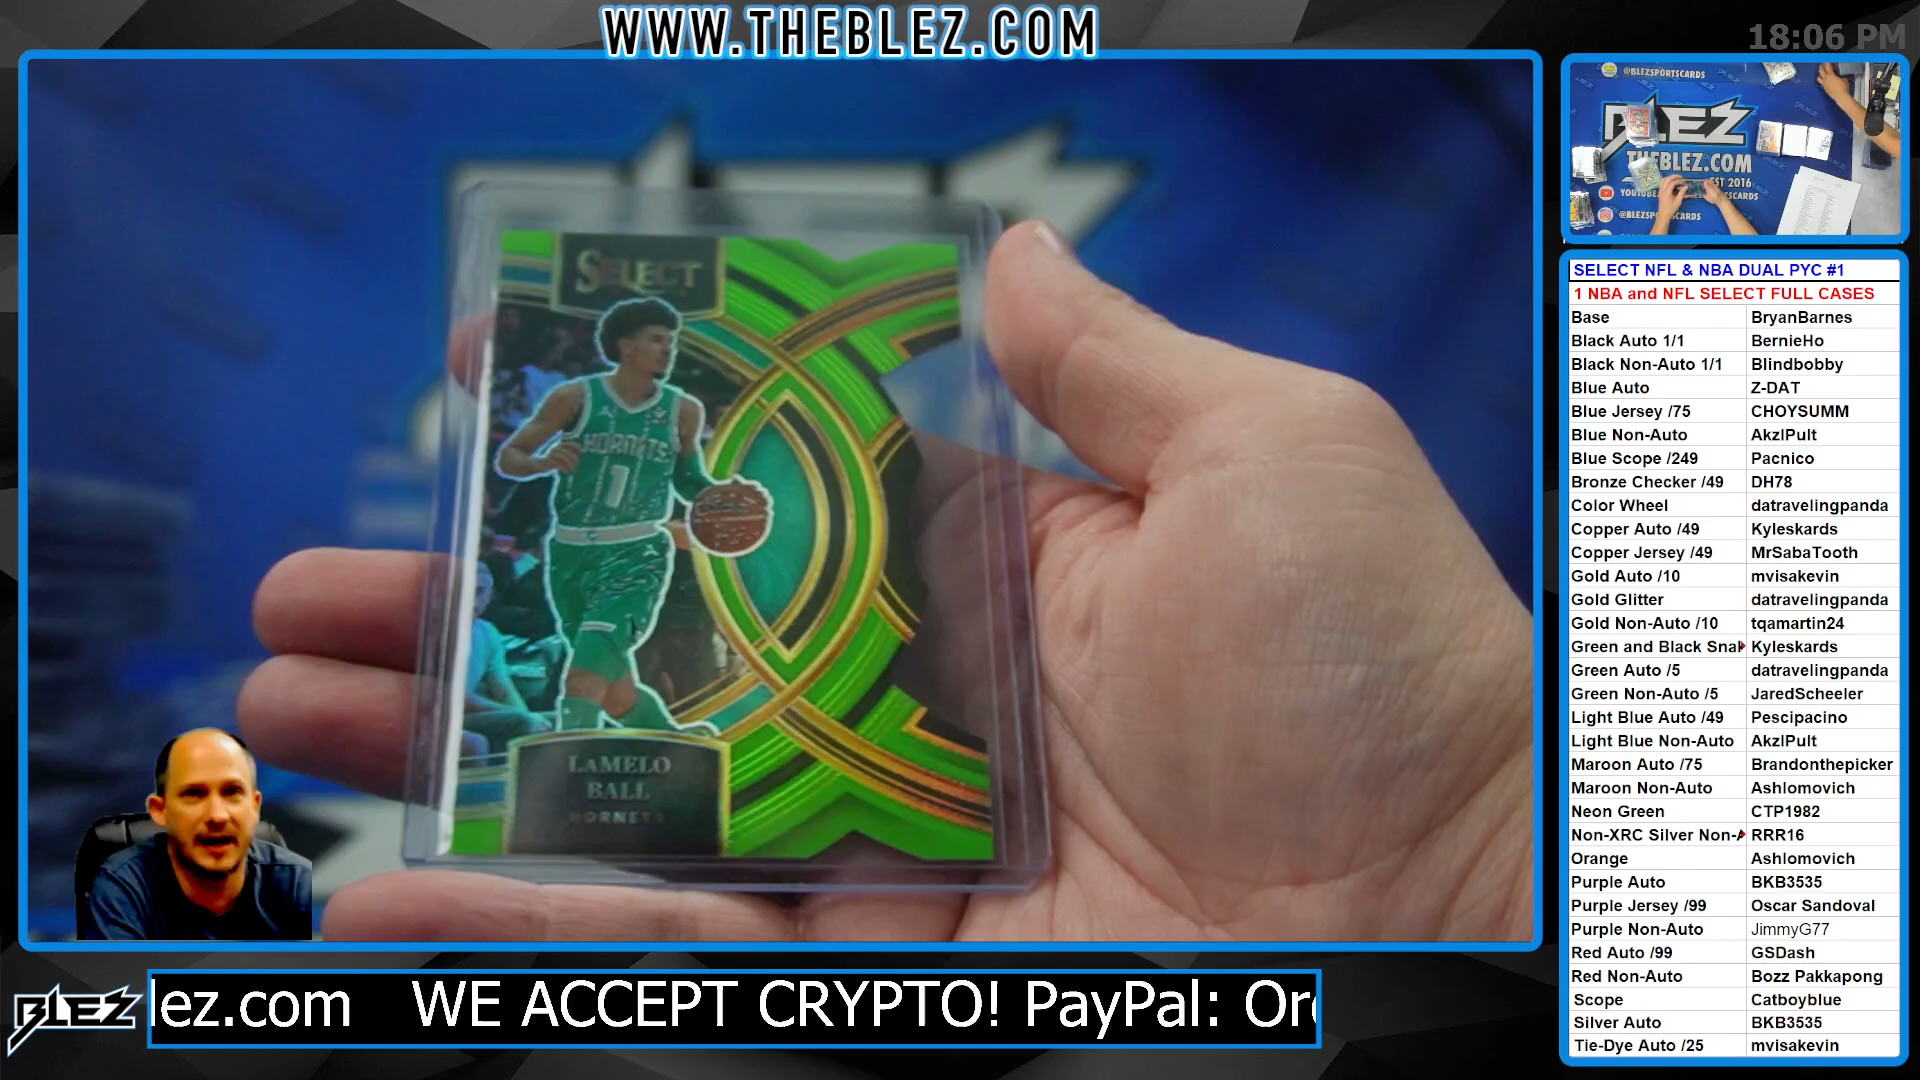 WWW.THEBLEZ.COM
18:06 PM
@BLEZSPORTSCARDS
BLEZ
THEBLEZ.COM
EST 2016
@BLEZSPORTSCARDS
SELECT
HORNETS
1
LAMELO
BALL
HORNETS
SELECT NFL & NBA DUAL PYC #1
1 NBA and NFL SELECT FULL CASES
Base BryanBarnes
Black Auto 1/1 BernieHo
Black Non-Auto 1/1 Blindbobby
Blue Auto Z-DAT
Blue Jersey /75 CHOYSUMM
Blue Non-Auto AkzlPult
Blue Scope /249 Pacnico
Bronze Checker /49 DH78
Color Wheel datravelingpanda
Copper Auto /49 Kyleskards
Copper Jersey /49 MrSabaTooth
Gold Auto /10 mvisakevin
Gold Glitter datravelingpanda
Gold Non-Auto /10 tqamartin24
Green and Black Snak Kyleskards
Green Auto /5 datravelingpanda
Green Non-Auto /5 JaredScheeler
Light Blue Auto /49 Pescipacino
Light Blue Non-Auto AkzlPult
Maroon Auto /75 Brandonthepicker
Maroon Non-Auto Ashlomovich
Neon Green CTP1982
Non-XRC Silver Non-A RRR16
Orange Ashlomovich
Purple Auto BKB3535
Purple Jersey /99 Oscar Sandoval
Purple Non-Auto JimmyG77
Red Auto /99 GSDash
Red Non-Auto Bozz Pakkapong
Scope Catboyblue
Silver Auto BKB3535
Tie-Dye Auto /25 mvisakevin
BLEZ
lez.com WE ACCEPT CRYPTO! PayPal: Or